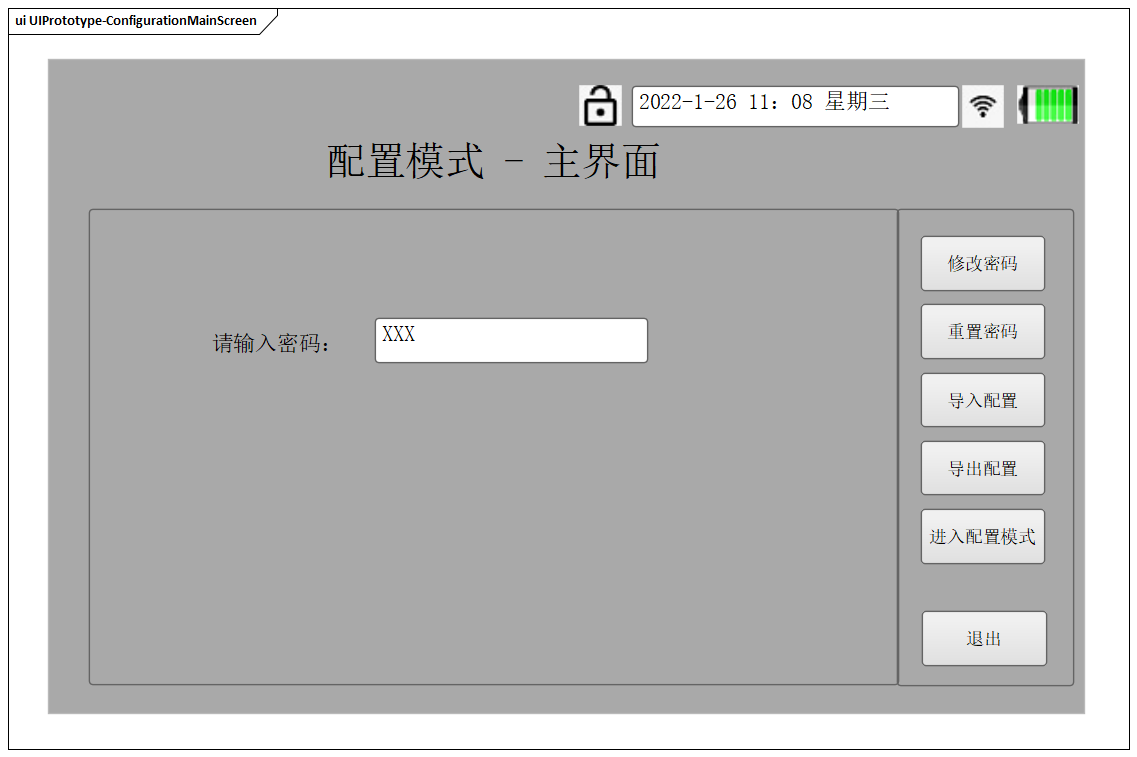 ui UIPrototype-ConfigurationMainScreen
2022-1-26 11：08 星期三
配置模式 - 主界面
请输入密码：
XXX
修改密码
重置密码
导入配置
导出配置
进入配置模式
退出